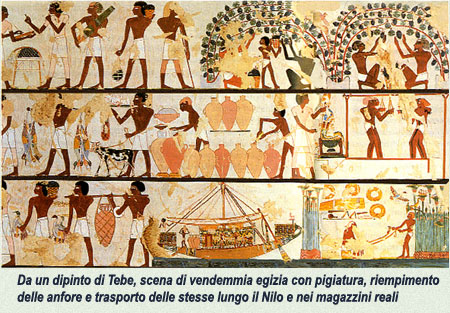 Da un dipinto di Tebe, scena di vendemmia egizia con pigiatura, riempimento
delle anfore e trasporto delle stesse lungo il Nilo e nei magazzini reali